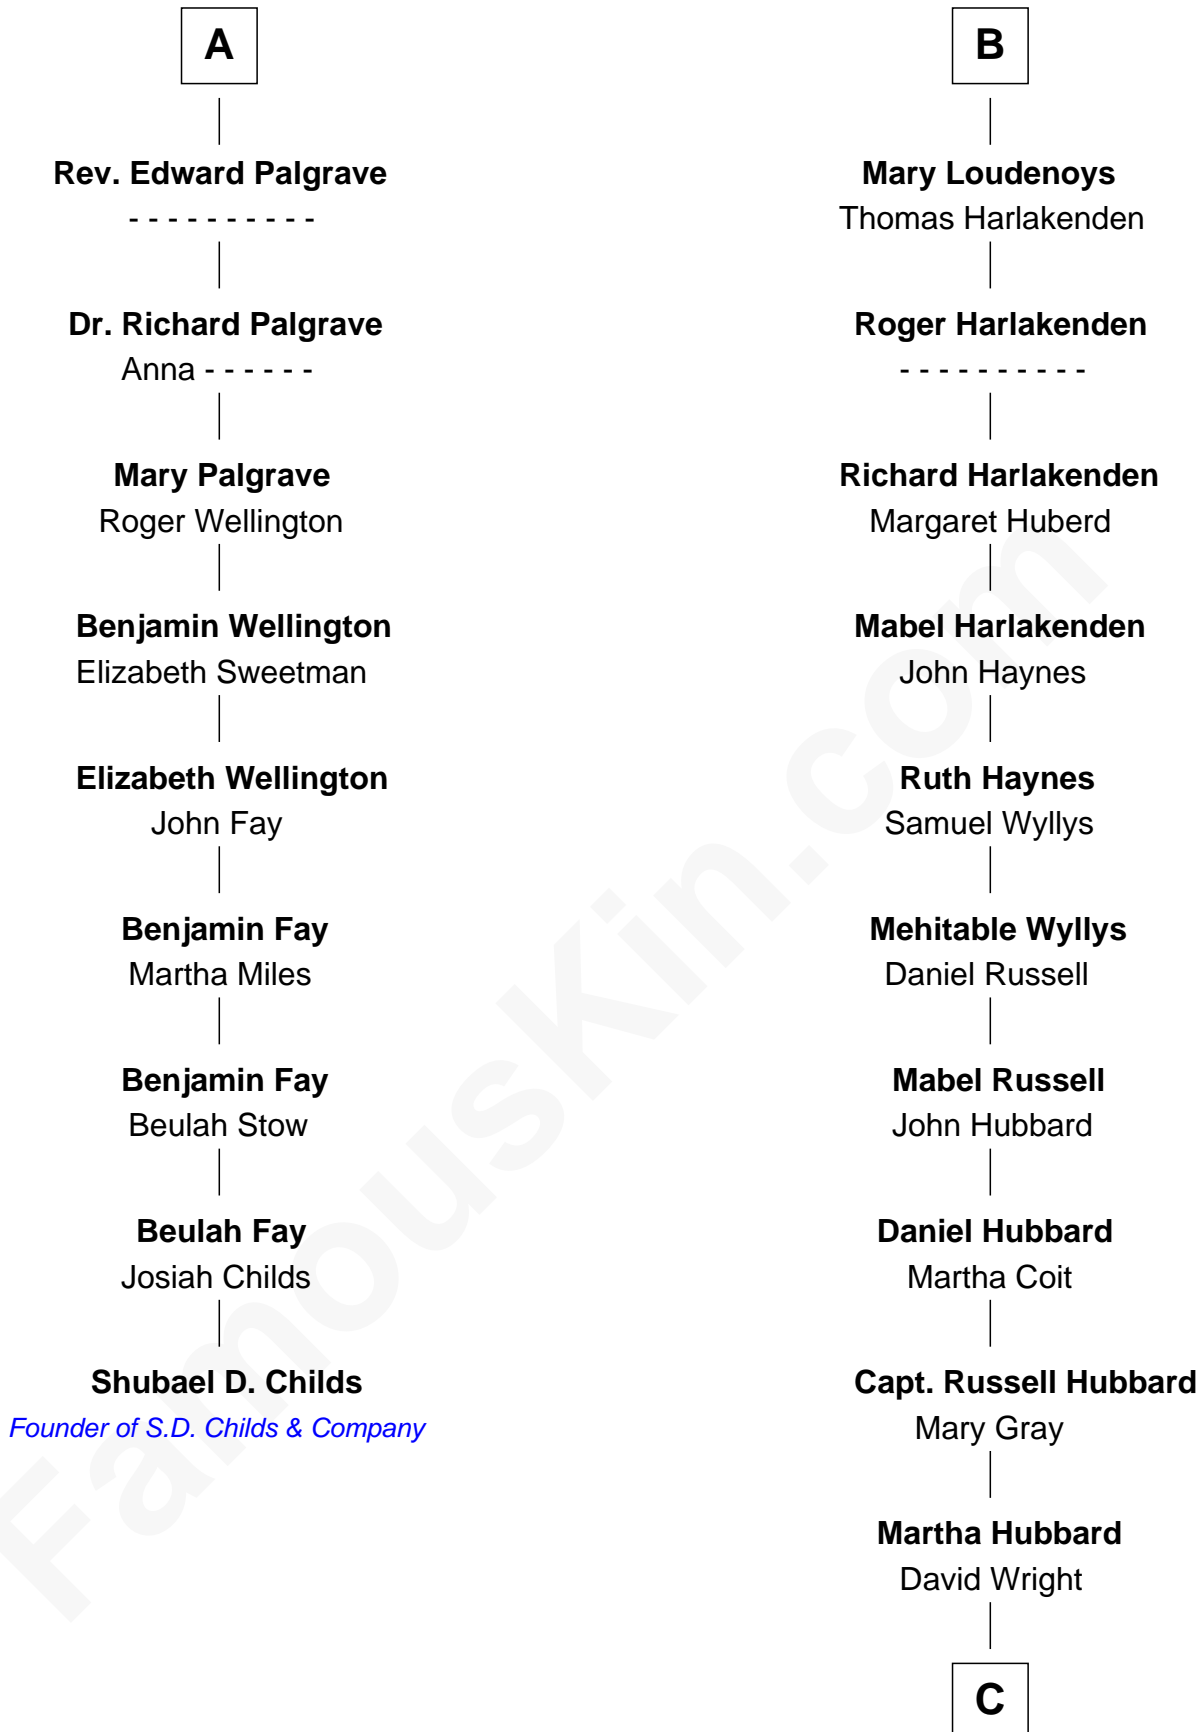 A
Rev. Edward Palgrave
- - - - - - - - - -
Dr. Richard Palgrave
Anna - - - - - -
Mary Palgrave
Roger Wellington
Benjamin Wellington
Elizabeth Sweetman
Elizabeth Wellington
John Fay
Benjamin Fay
Martha Miles
Benjamin Fay
Beulah Stow
Beulah Fay
Josiah Childs
Shubael D. Childs
Founder of S.D. Childs & Company
B
Mary Loudenoys
Thomas Harlakenden
Roger Harlakenden
- - - - - - - - - -
Richard Harlakenden
Margaret Huberd
Mabel Harlakenden
John Haynes
Ruth Haynes
Samuel Wyllys
Mehitable Wyllys
Daniel Russell
Mabel Russell
John Hubbard
Daniel Hubbard
Martha Coit
Capt. Russell Hubbard
Mary Gray
Martha Hubbard
David Wright
C
FamousKin.com